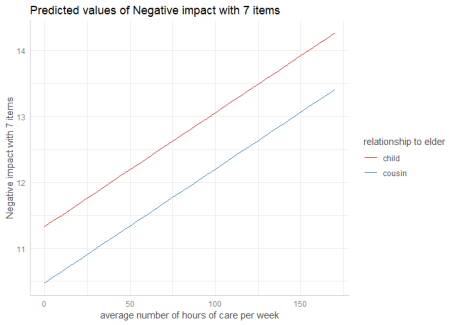 Predicted values of Negative impact with 7 items
Negative impact with 7 items
14
13
12
11
0
50
100
150
average number of hours of care per week
relationship to elder
child
cousin